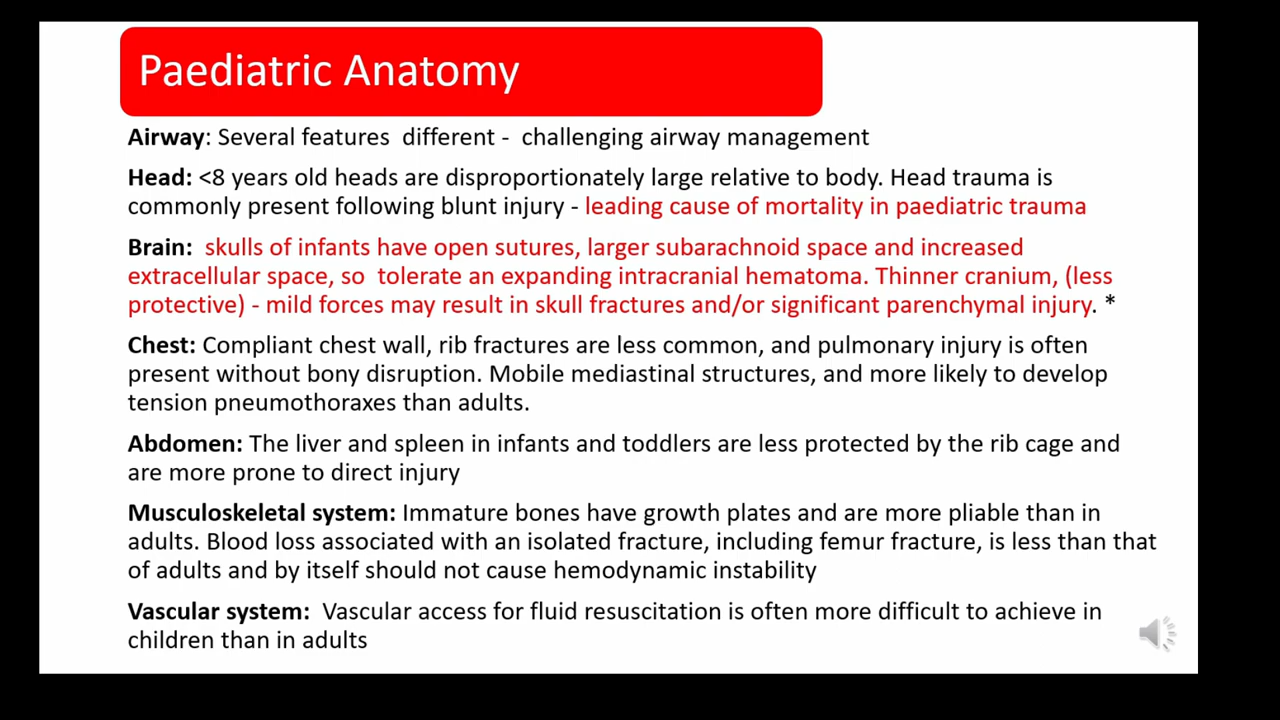 Paediatric Anatomy
Airway: Several features different - challenging airway management
Head: <8 years old heads are disproportionately large relative to body. Head trauma is
commonly present following blunt injury - leading cause of mortality in paediatric trauma
Brain: skulls of infants have open sutures, larger subarachnoid space and increased
extracellular space, so tolerate an expanding intracranial hematoma. Thinner cranium, (less
protective) - mild forces may result in skull fractures and/or significant parenchymal injury. *
Chest: Compliant chest wall, rib fractures are less common, and pulmonary injury is often
present without bony disruption. Mobile mediastinal structures, and more likely to develop
tension pneumothoraxes than adults.
Abdomen: The liver and spleen in infants and toddlers are less protected by the rib cage and
are more prone to direct injury
Musculoskeletal system: Immature bones have growth plates and are more pliable than in
adults. Blood loss associated with an isolated fracture, including femur fracture, is less than that
of adults and by itself should not cause hemodynamic instability
Vascular system: Vascular access for fluid resuscitation is often more difficult to achieve in
children than in adults